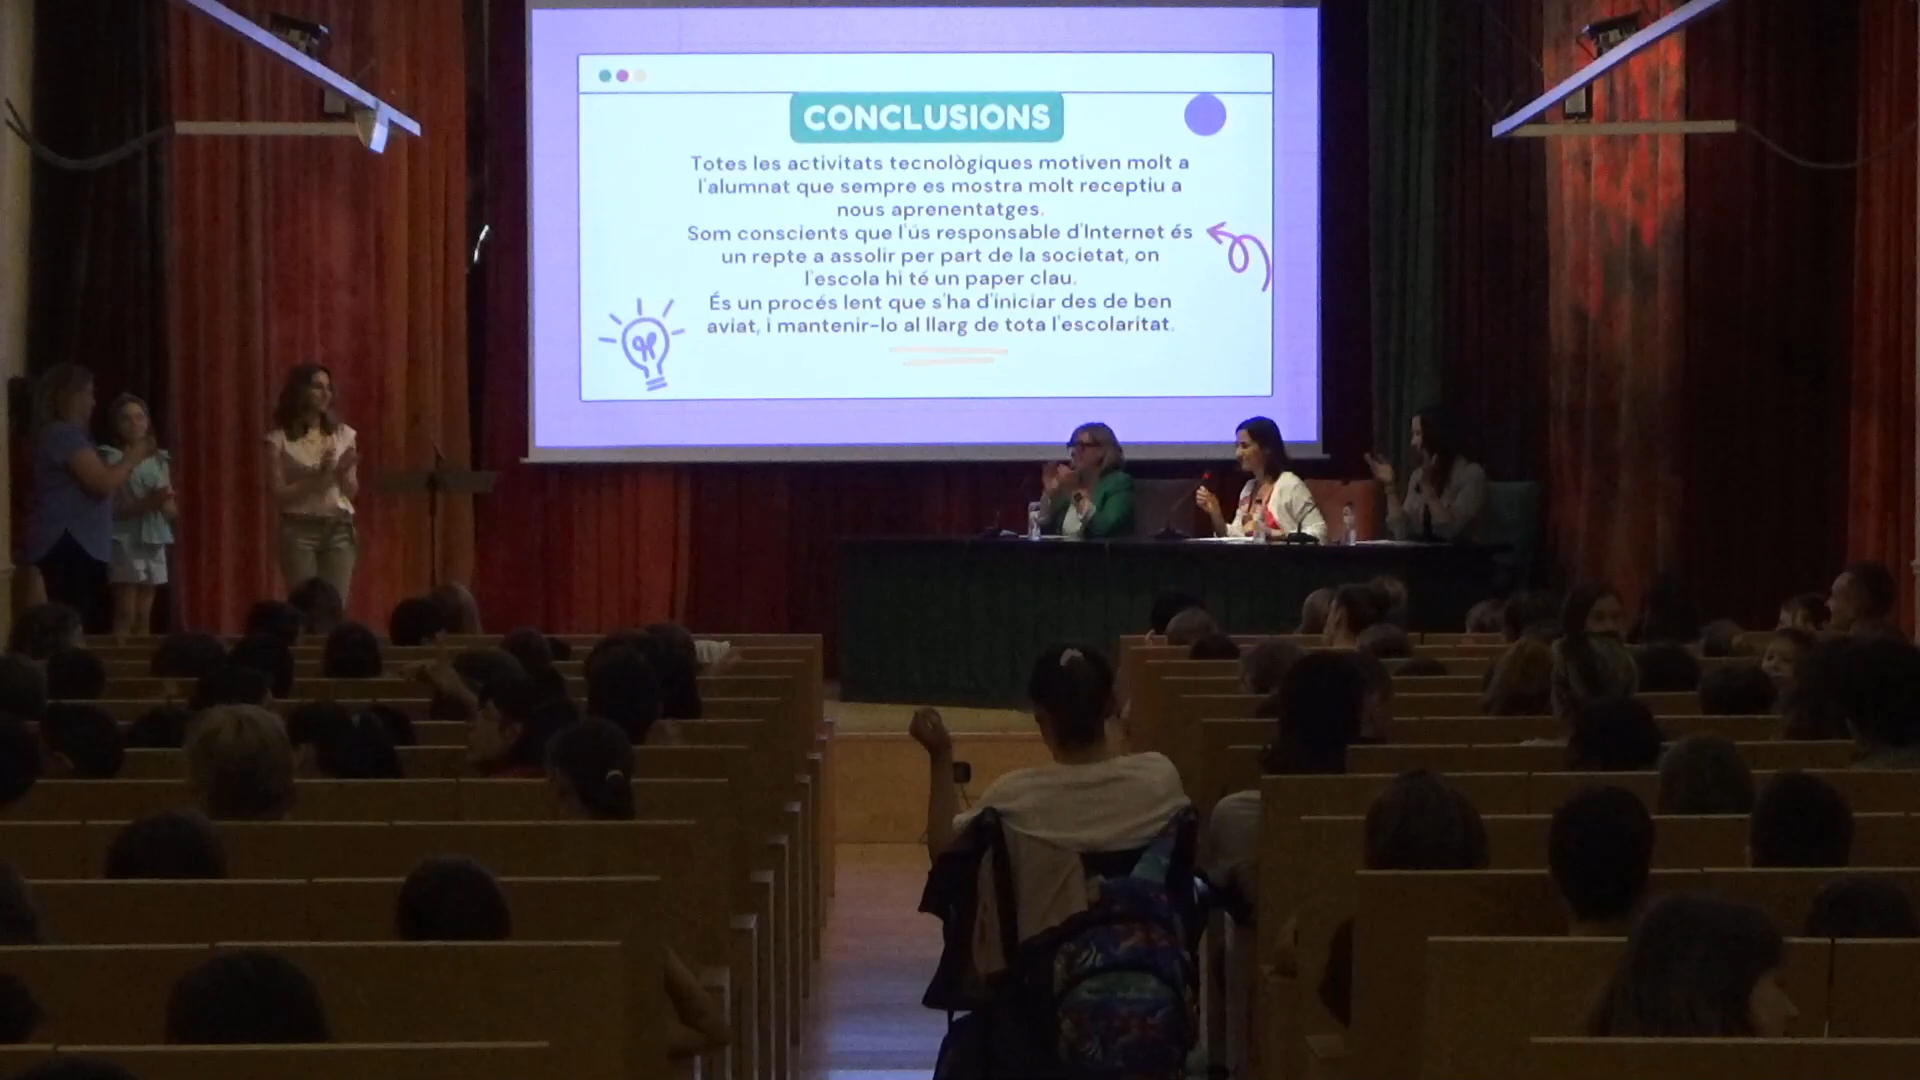 CONCLUSIONS
Totes les activitats tecnològiques motiven molt a
l'alumnat que sempre es mostra molt receptiu a
nous aprenentatges.
Som conscients que l'ús responsable d'Internet és
un repte a assolir per part de la societat, on
l'escola hi té un paper clau.
És un procés lent que s'ha d'iniciar des de ben
aviat, i mantenir-lo al llarg de tota l'escolaritat.